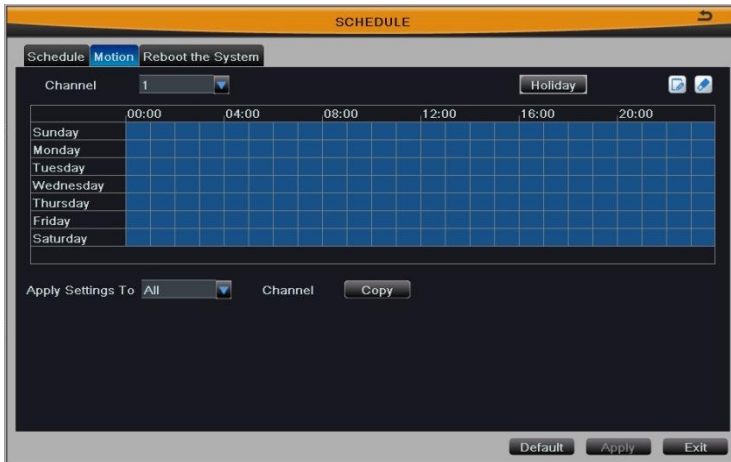 SCHEDULE
Schedule Motion Reboot the System
Channel 1 Holiday
00:00 04:00 08:00 12:00 16:00 20:00
Sunday
Monday
Tuesday
Wednesday
Thursday
Friday
Saturday
Apply Settings To All Channel Copy
Default Apply Exit